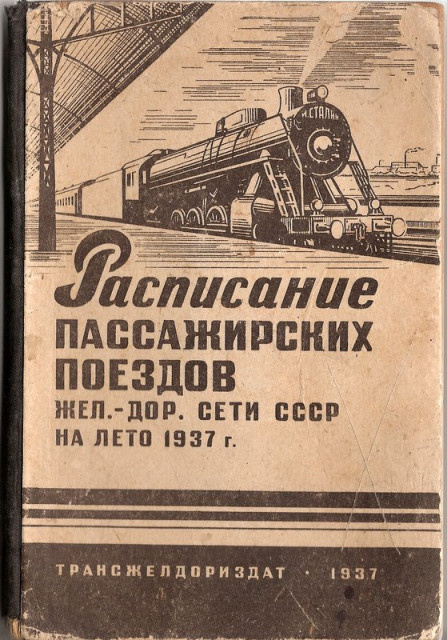 И. СТАЛИН
Расписание
ПАССАЖИРСКИХ
ПОЕЗДОВ
ЖЕЛ.-ДОР. СЕТИ СССР
НА ЛЕТО 1937 г.
ТРАНСЖЕЛДОРИЗДАТ · 1937